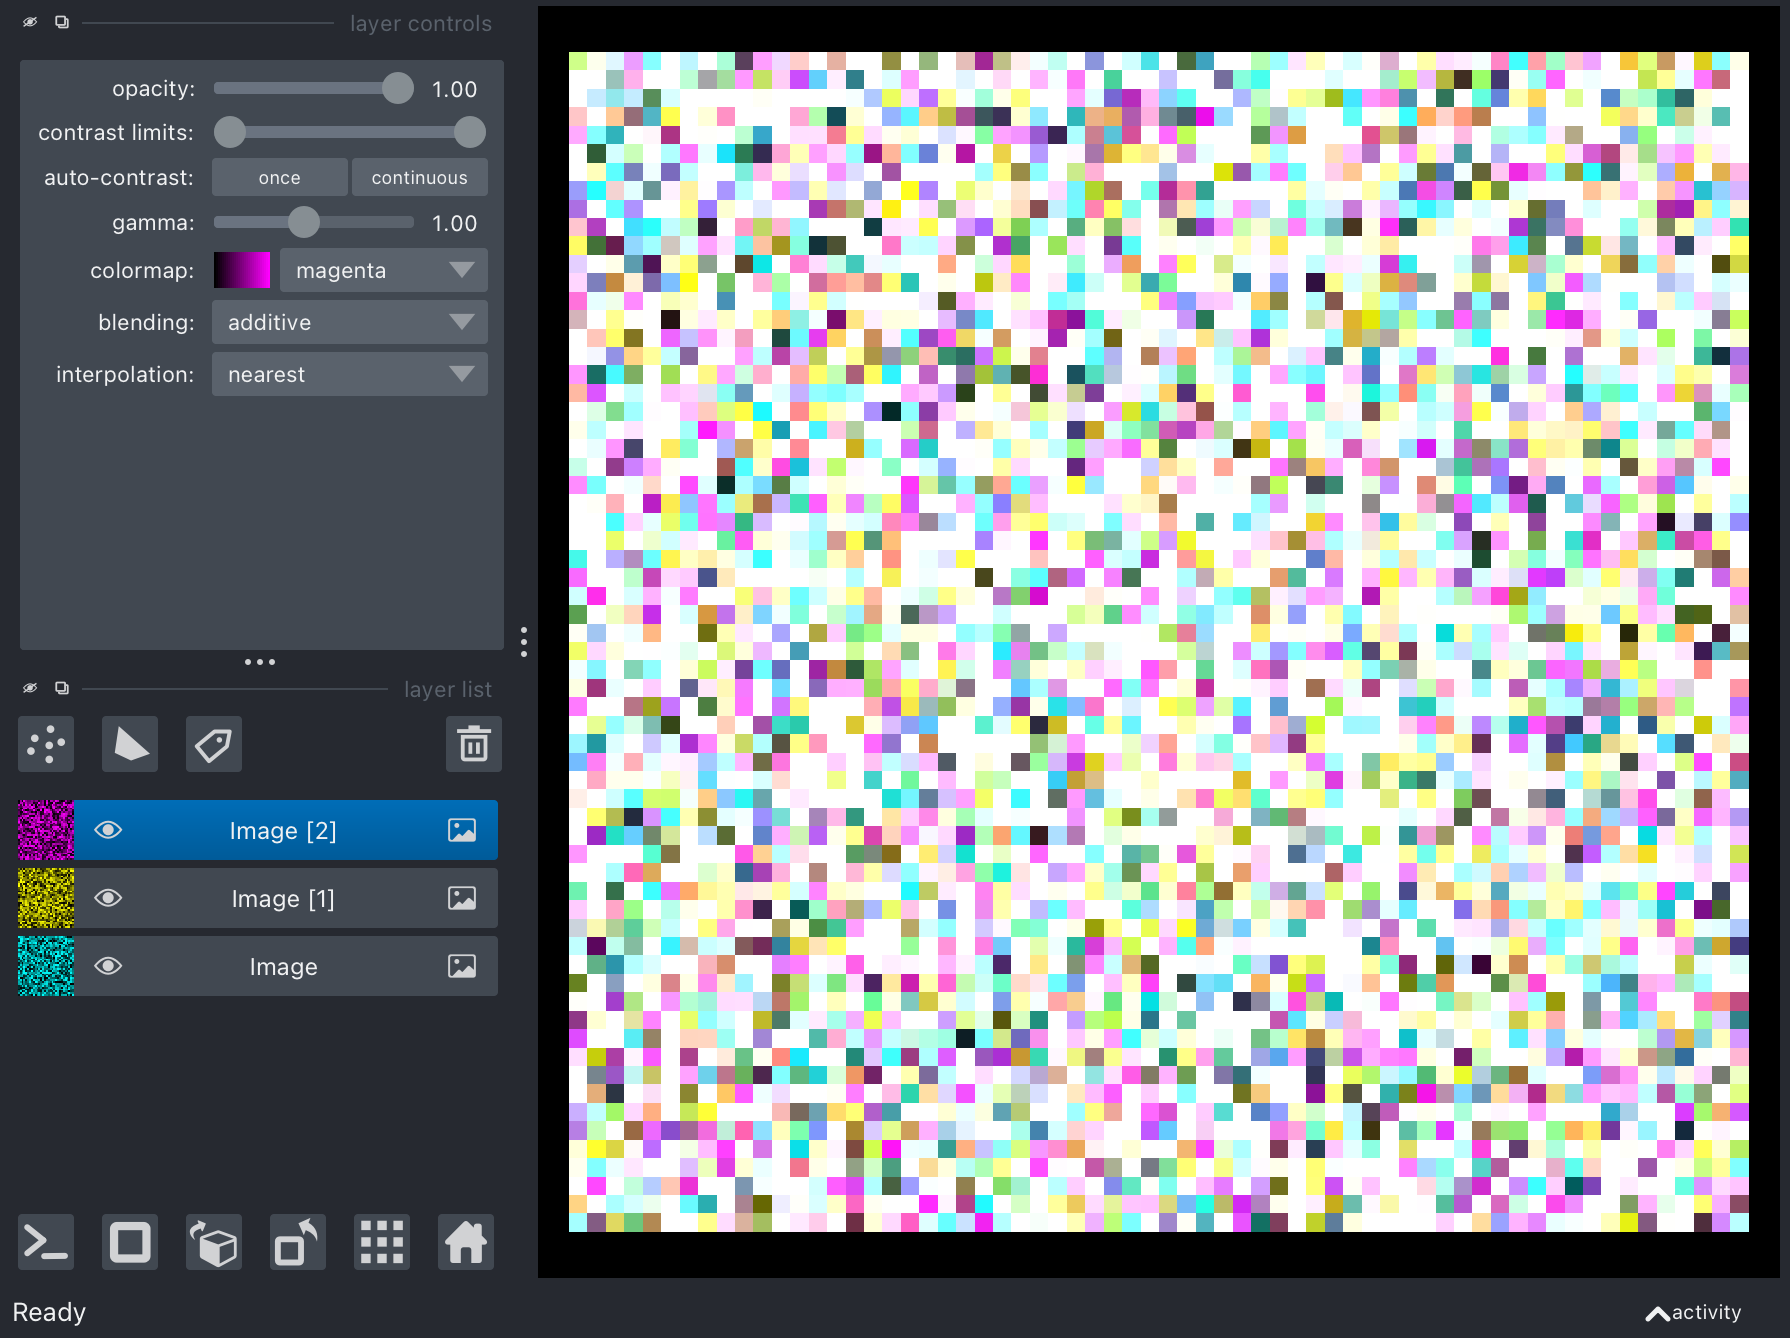 layer controls
opacity: 1.00
contrast limits:
auto-contrast: once continuous
gamma: 1.00
colormap: magenta
blending: additive
interpolation: nearest
layer list
Image [2]
Image [1]
Image
Ready
activity